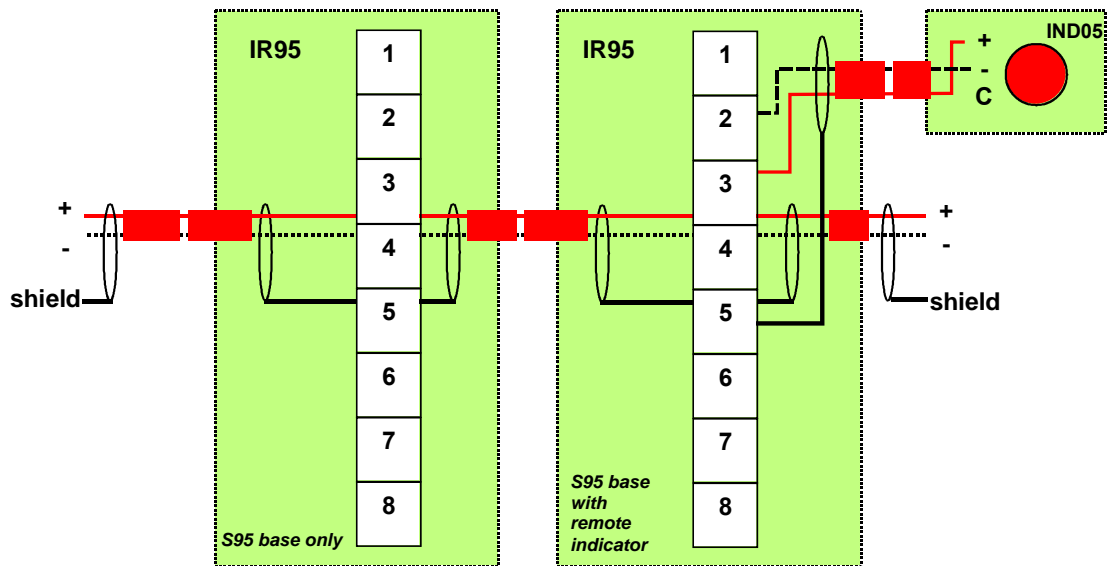 IR95
1
2
3
4
5
6
7
8
+
-
shield
S95 base only
IR95
1
2
3
4
5
6
7
8
S95 base
with
remote
indicator
IND05
+
-
C
+
-
shield